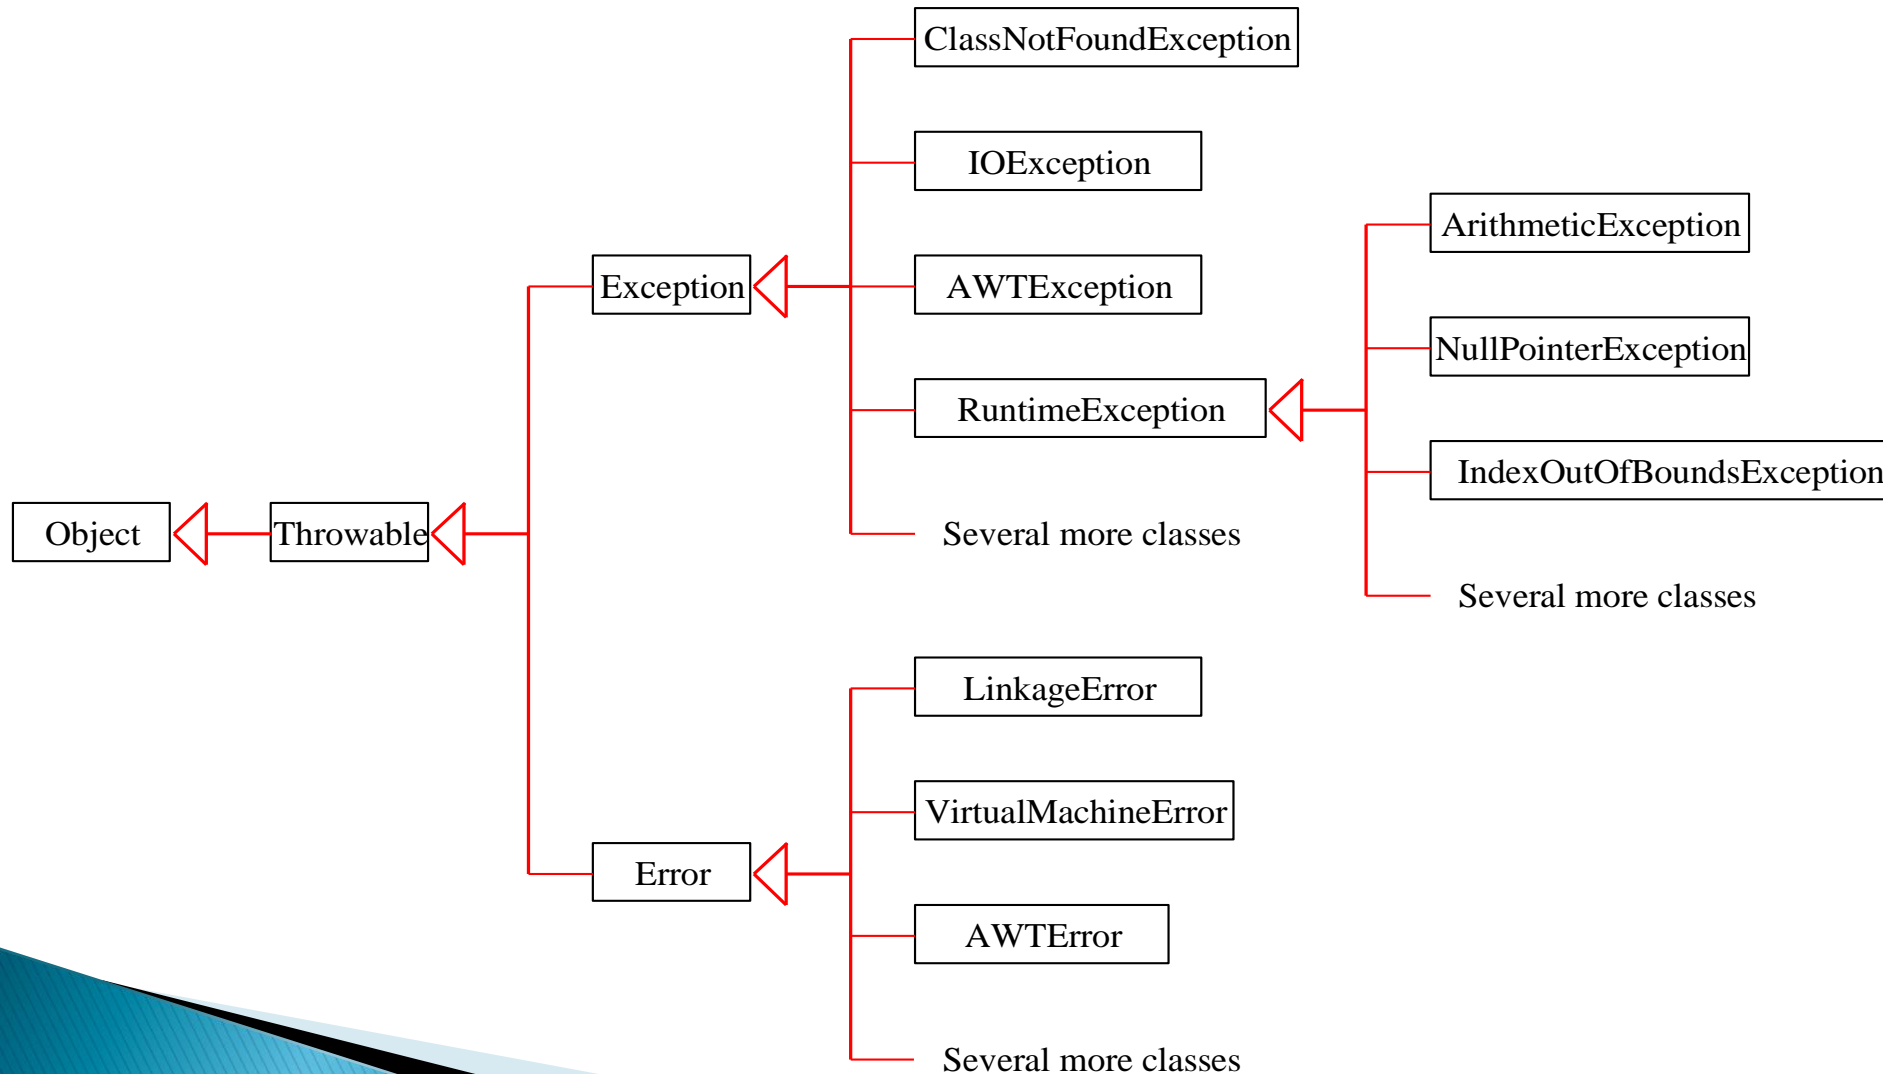 ClassNotFoundException
IOException
ArithmeticException
Exception
AWTException
NullPointerException
RuntimeException
IndexOutOfBoundsException
Object
Throwable
Several more classes
Several more classes
LinkageError
VirtualMachineError
Error
AWTError
Several more classes